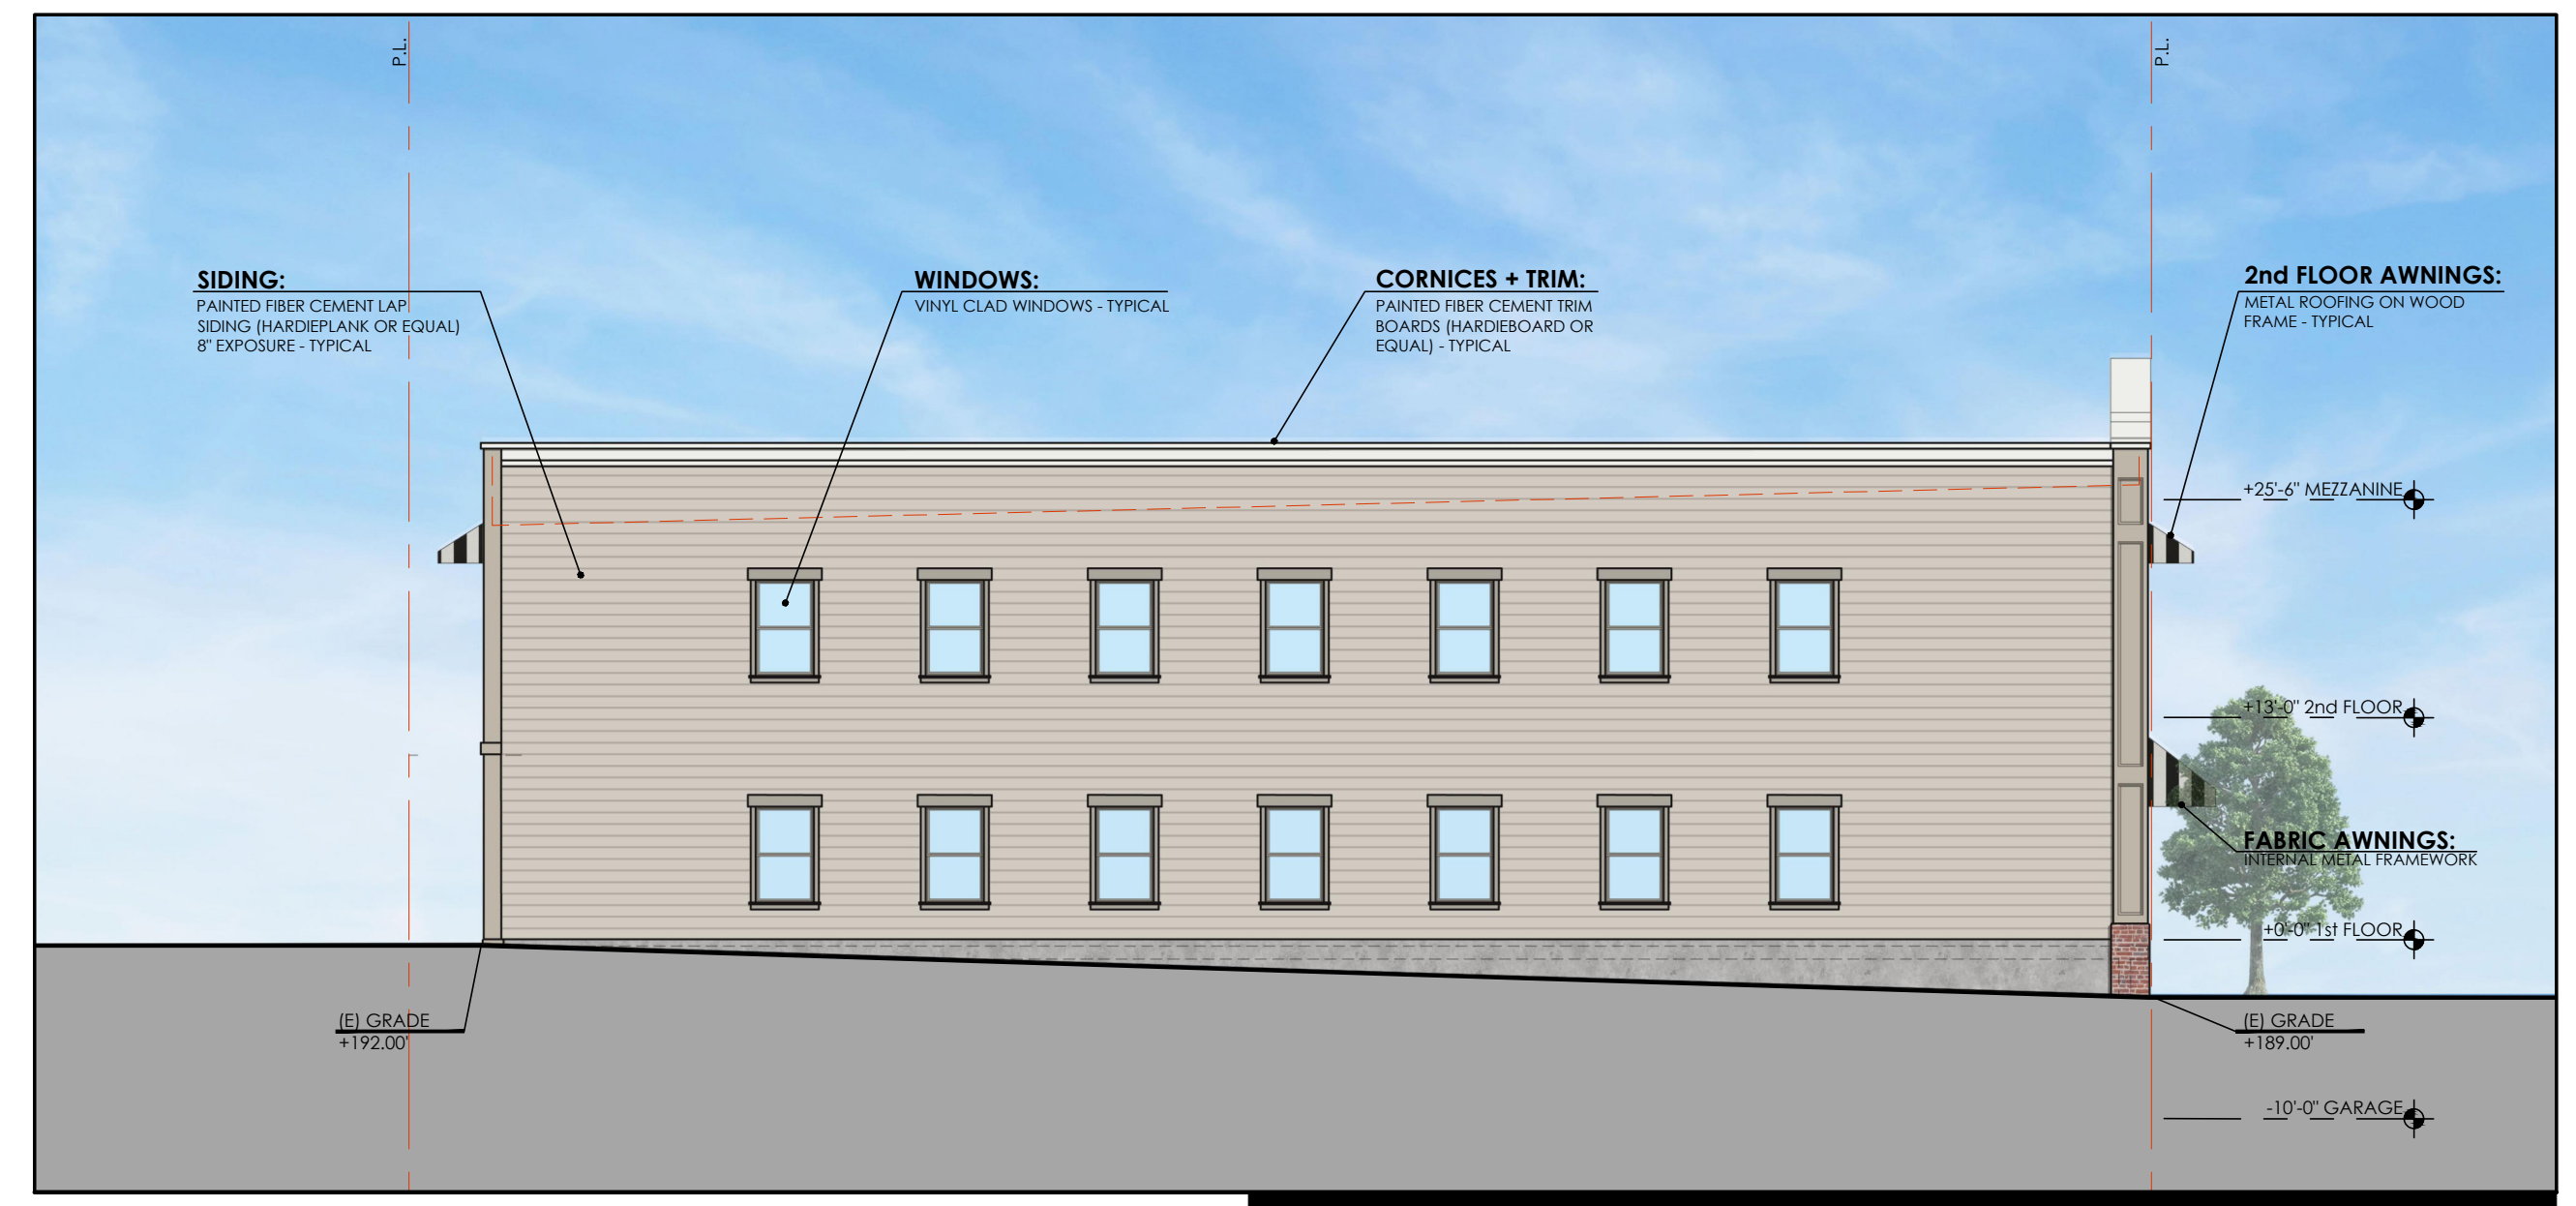 P.L.
P.L.
SIDING:
PAINTED FIBER CEMENT LAP
SIDING (HARDIEPLANK OR EQUAL)
8" EXPOSURE - TYPICAL
WINDOWS:
VINYL CLAD WINDOWS - TYPICAL
CORNICES + TRIM:
PAINTED FIBER CEMENT TRIM
BOARDS (HARDIEBOARD OR
EQUAL) - TYPICAL
2nd FLOOR AWNINGS:
METAL ROOFING ON WOOD
FRAME - TYPICAL
+25'-6" MEZZANINE
+13'-0" 2nd FLOOR
FABRIC AWNINGS:
INTERNAL METAL FRAMEWORK
+0'-0" 1st FLOOR
(E) GRADE
+192.00'
(E) GRADE
+189.00'
-10'-0" GARAGE